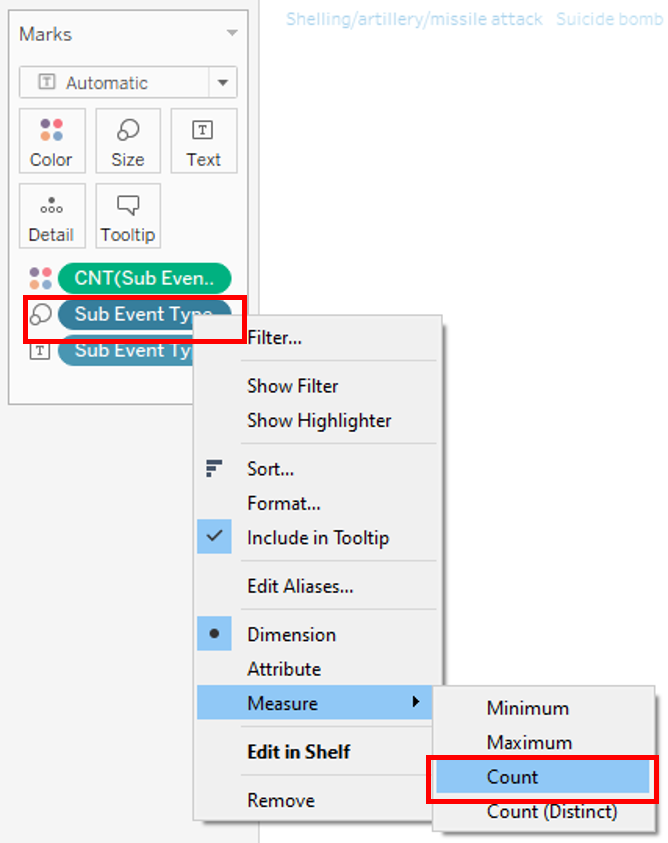 Marks
Shelling/artillery/missile attack Suicide bomb
Automatic
Color Size Text
Detail Tooltip
CNT(Sub Even..
Sub Event Type
Sub Event Ty
Filter...
Show Filter
Show Highlighter
Sort...
Format...
Include in Tooltip
Edit Aliases...
Dimension
Attribute
Measure
Minimum
Maximum
Edit in Shelf
Count
Remove
Count (Distinct)